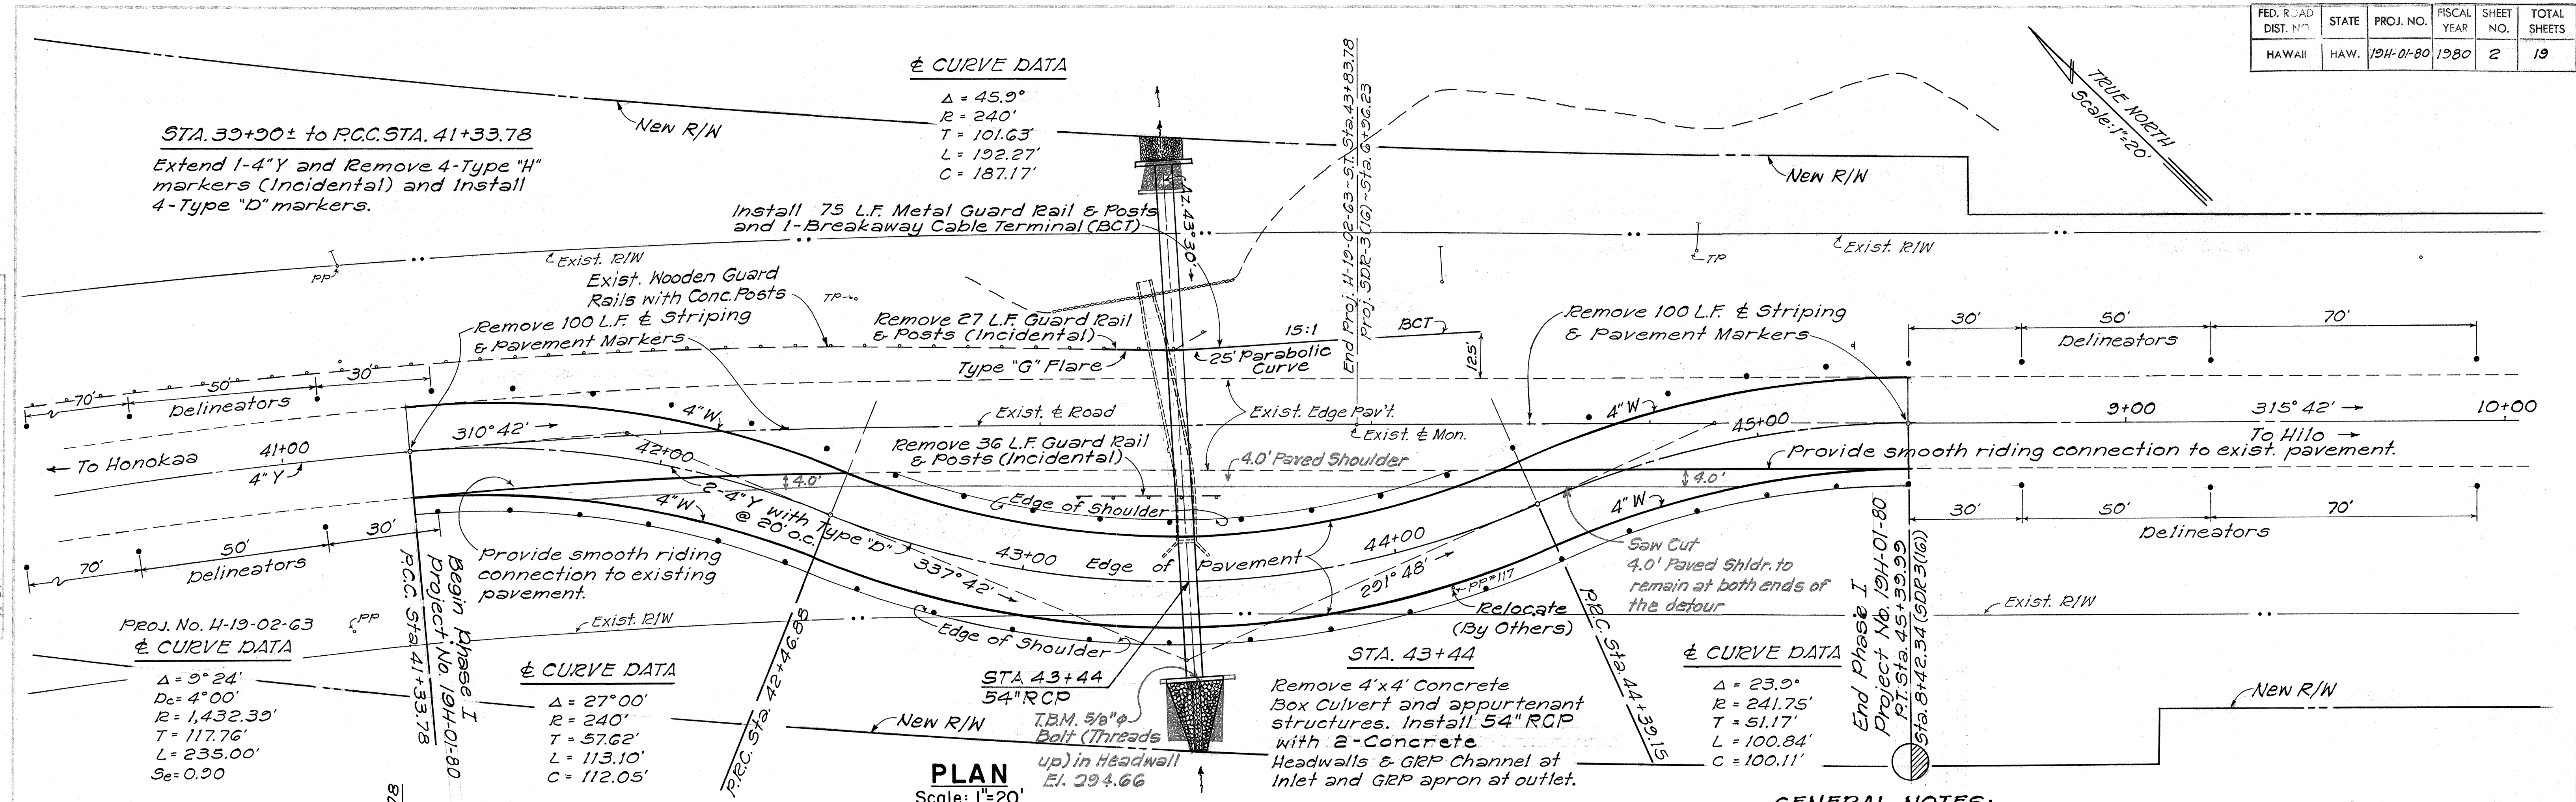 FED. ROAD DIST. NO. STATE PROJ. NO. FISCAL YEAR SHEET NO. TOTAL SHEETS
HAWAII HAW. 19H-01-80 1980 2 19
TRUE NORTH
Scale: 1"=20'
STA. 39+90± to P.C.C. STA. 41+33.78
Extend 1-4" Y and Remove 4-Type "H"
markers (Incidental) and Install
4-Type "D" markers.
New R/W
℄ CURVE DATA
Δ = 45.9°
R = 240'
T = 101.63'
L = 192.27'
C = 187.17'
Az. 43°30'
End Proj. H-19-02-63 ~ S.T. Sta. 43+83.78
Proj. SDR-3(16) ~ Sta. 6+96.23
New R/W
Install 75 L.F. Metal Guard Rail & Posts
and 1-Breakaway Cable Terminal (BCT)
PP
Exist. R/W
TP
Exist. R/W
Exist. Wooden Guard
Rails with Conc. Posts
TP
Remove 100 L.F. ℄ Striping
& Pavement Markers
Remove 27 L.F. Guard Rail
& Posts (Incidental)
Type "G" Flare
15:1
25' Parabolic
Curve
BCT
12.5'
Remove 100 L.F. ℄ Striping
& Pavement Markers
30' 50' 70'
Delineators
70' 50' 30'
Delineators
4" W
310°42'
Exist. ℄ Road
Exist. Edge Pav't.
Exist. ℄ Mon.
4" W
45+00
9+00
315°42'
10+00
To Hilo
To Honokaa
41+00
4" Y
42+00
Remove 36 L.F. Guard Rail
& Posts (Incidental)
4.0' Paved Shoulder
Provide smooth riding connection to exist. pavement.
4.0'
4.0'
2-4" Y with Type "D"
@ 20' o.c.
4" W
Edge of Shoulder
4" W
30' 50' 70'
Delineators
70' 50' 30'
Delineators
Provide smooth riding
connection to existing
pavement.
337°42'
43+00
Edge of Pavement
44+00
291°48'
PP #117
Relocate
(By Others)
Saw Cut
4.0' Paved Shldr. to
remain at both ends of
the detour
Exist. R/W
P.C.C. Sta. 41+33.78
Begin Phase I
Project No. 19H-01-80
PP
Exist. R/W
P.R.C. Sta. 42+46.88
Edge of Shoulder
P.R.C. Sta. 44+39.15
End Phase I
Project No. 19H-01-80
P.T. Sta. 45+39.99
Sta. 8+42.34 (SDR3(16))
PROJ. No. H-19-02-63
℄ CURVE DATA
Δ = 9°24'
Dc= 4°00'
R = 1,432.39'
T = 117.76'
L = 235.00'
Se= 0.90
℄ CURVE DATA
Δ = 27°00'
R = 240'
T = 57.62'
L = 113.10'
C = 112.05'
New R/W
STA 43+44
54" RCP
T.B.M. 5/8"φ
Bolt (Threads
up) in Headwall
El. 394.66
STA. 43+44
Remove 4'x4' Concrete
Box Culvert and appurtenant
structures. Install 54" RCP
with 2-Concrete
Headwalls & GRP Channel at
Inlet and GRP apron at outlet.
℄ CURVE DATA
Δ = 23.9°
R = 241.75'
T = 51.17'
L = 100.84'
C = 100.11'
New R/W
PLAN
Scale: 1"=20'
GENERAL NOTES: